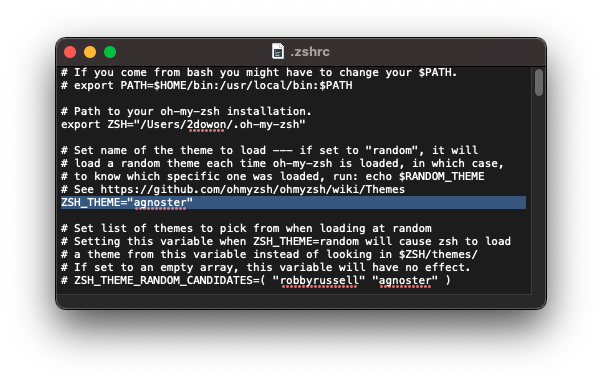 .zshrc
# If you come from bash you might have to change your $PATH.
# export PATH=$HOME/bin:/usr/local/bin:$PATH
# Path to your oh-my-zsh installation.
export ZSH="/Users/2dowon/.oh-my-zsh"
# Set name of the theme to load --- if set to "random", it will
# load a random theme each time oh-my-zsh is loaded, in which case,
# to know which specific one was loaded, run: echo $RANDOM_THEME
# See https://github.com/ohmyzsh/ohmyzsh/wiki/Themes
ZSH_THEME="agnoster"
# Set list of themes to pick from when loading at random
# Setting this variable when ZSH_THEME=random will cause zsh to load
# a theme from this variable instead of looking in $ZSH/themes/
# If set to an empty array, this variable will have no effect.
# ZSH_THEME_RANDOM_CANDIDATES=( "robbyrussell" "agnoster" )